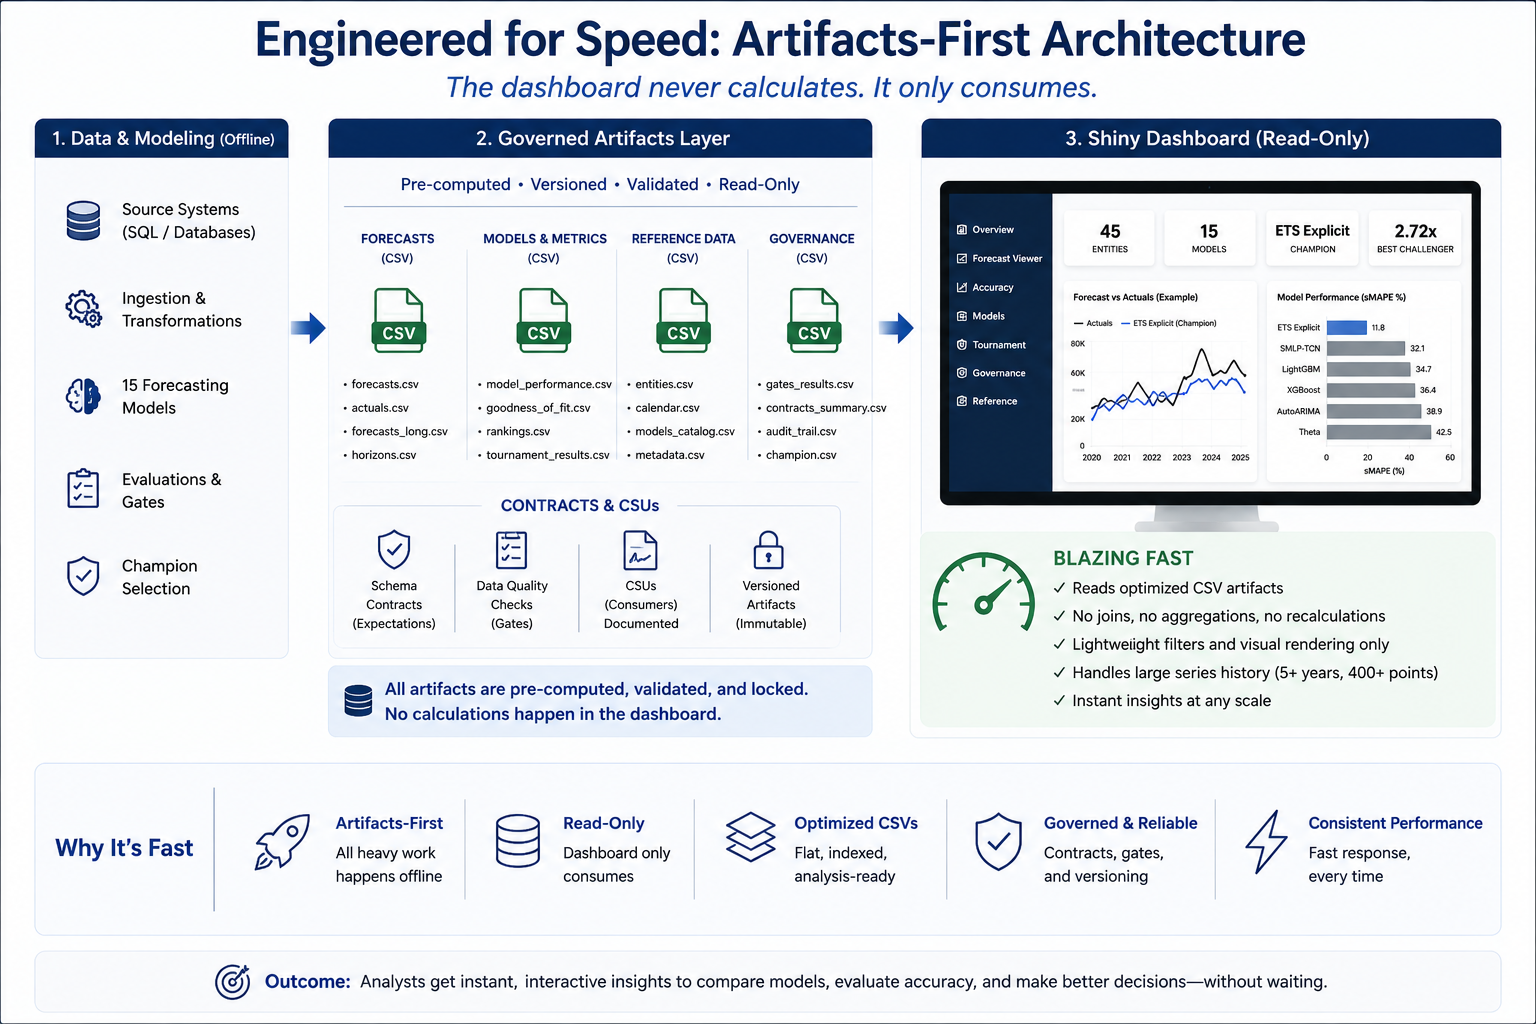 Engineered for Speed: Artifacts-First Architecture
The dashboard never calculates. It only consumes.
1. Data & Modeling (Offline)
Source Systems
(SQL / Databases)
Ingestion &
Transformations
15 Forecasting
Models
Evaluations &
Gates
Champion
Selection
2. Governed Artifacts Layer
Pre-computed • Versioned • Validated • Read-Only
FORECASTS
(CSV)
CSV
• forecasts.csv
• actuals.csv
• forecasts_long.csv
• horizons.csv
MODELS & METRICS
(CSV)
CSV
• model_performance.csv
• goodness_of_fit.csv
• rankings.csv
• tournament_results.csv
REFERENCE DATA
(CSV)
CSV
• entities.csv
• calendar.csv
• models_catalog.csv
• metadata.csv
GOVERNANCE
(CSV)
CSV
• gates_results.csv
• contracts_summary.csv
• audit_trail.csv
• champion.csv
CONTRACTS & CSUs
Schema
Contracts
(Expectations)
Data Quality
Checks
(Gates)
CSUs
(Consumers)
Documented
Versioned
Artifacts
(Immutable)
All artifacts are pre-computed, validated, and locked.
No calculations happen in the dashboard.
3. Shiny Dashboard (Read-Only)
Overview
Forecast Viewer
Accuracy
Models
Tournament
Governance
Reference
45
ENTITIES
15
MODELS
ETS Explicit
CHAMPION
2.72x
BEST CHALLENGER
Forecast vs Actuals (Example)
Actuals
ETS Explicit (Champion)
80K
60K
20K
0
2020 2021 2022 2023 2024 2025
Model Performance (sMAPE %)
ETS Explicit 11.8
SMLP-TCN 32.1
LightGBM 34.7
XGBoost 36.4
AutoARIMA 38.9
Theta 42.5
0 20 40 60
sMAPE (%)
BLAZING FAST
✓ Reads optimized CSV artifacts
✓ No joins, no aggregations, no recalculations
✓ Lightweiight filters and visual rendering only
✓ Handles large series history (5+ years, 400+ points)
✓ Instant insights at any scale
Why It's Fast
Artifacts-First
All heavy work
happens offline
Read-Only
Dashboard only
consumes
Optimized CSVs
Flat, indexed,
analysis-ready
Governed & Reliable
Contracts, gates,
and versioning
Consistent Performance
Fast response,
every time
Outcome: Analysts get instant, interactive insights to compare models, evaluate accuracy, and make better decisions—without waiting.